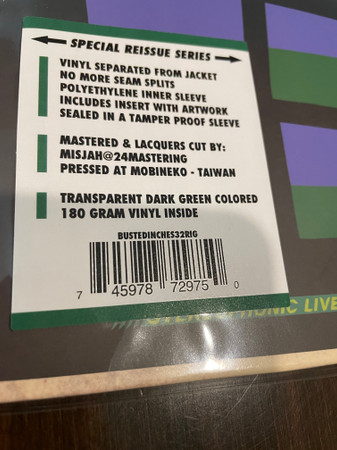 SPECIAL REISSUE SERIES
VINYL SEPARATED FROM JACKET
NO MORE SEAM SPLITS
POLYETHYLENE INNER SLEEVE
INCLUDES INSERT WITH ARTWORK
SEALED IN A TAMPER PROOF SLEEVE
MASTERED & LACQUERS CUT BY:
MISJAH@24MASTERING
PRESSED AT MOBINEKO - TAIWAN
TRANSPARENT DARK GREEN COLORED
180 GRAM VINYL INSIDE
BUSTEDINCHES32RIG
7 45978 72975 0
LIVE